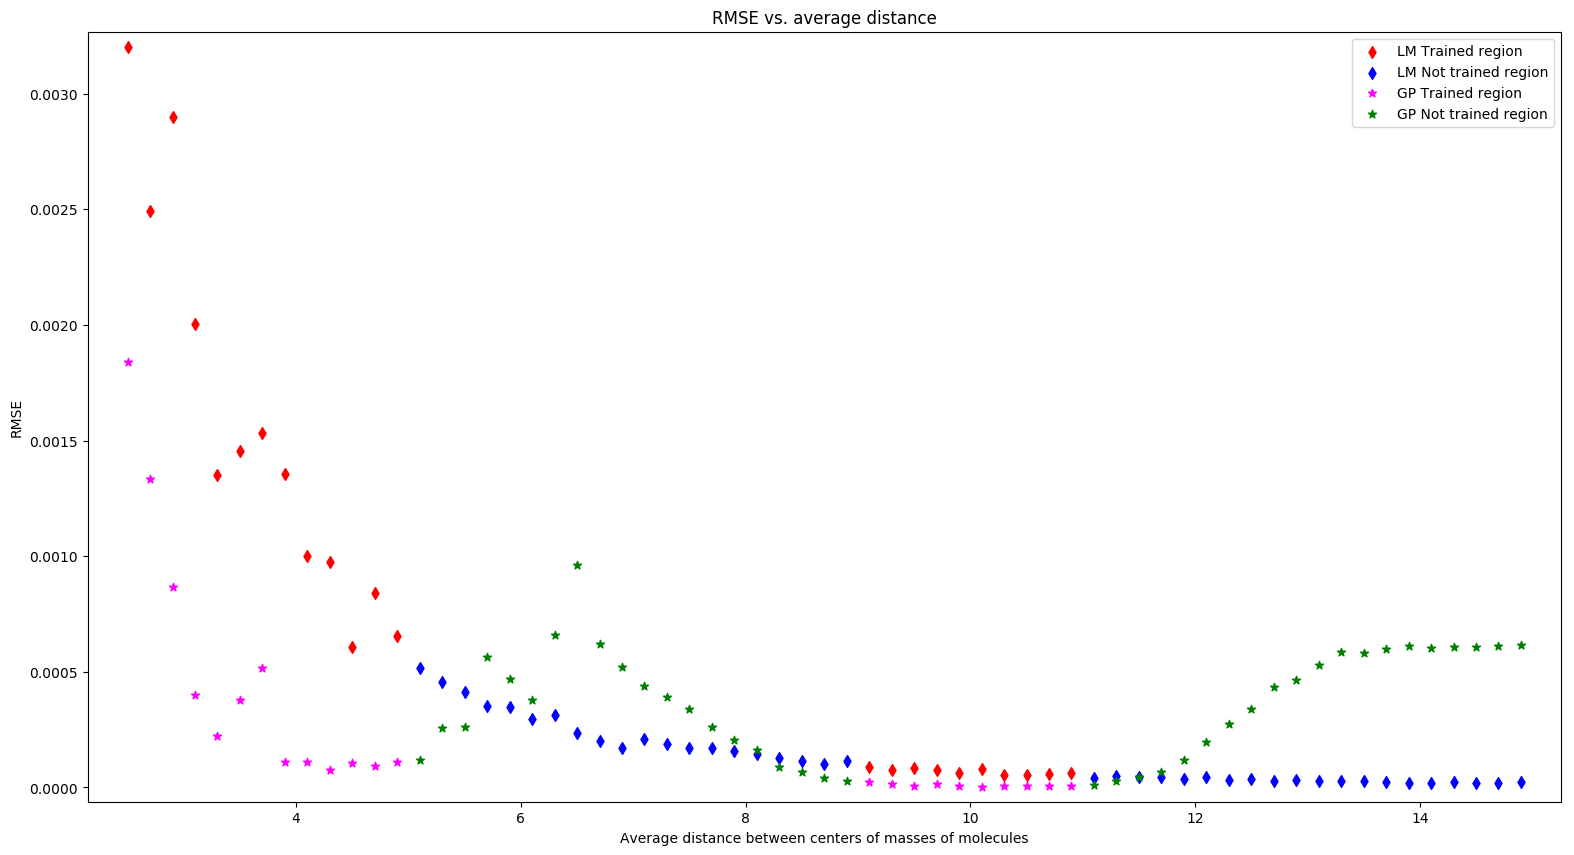 RMSE vs. average distance
LM Trained region
LM Not trained region
GP Trained region
GP Not trained region
RMSE
0.0030
0.0025
0.0020
0.0015
0.0010
0.0005
0.0000
4
6
8
10
12
14
Average distance between centers of masses of molecules